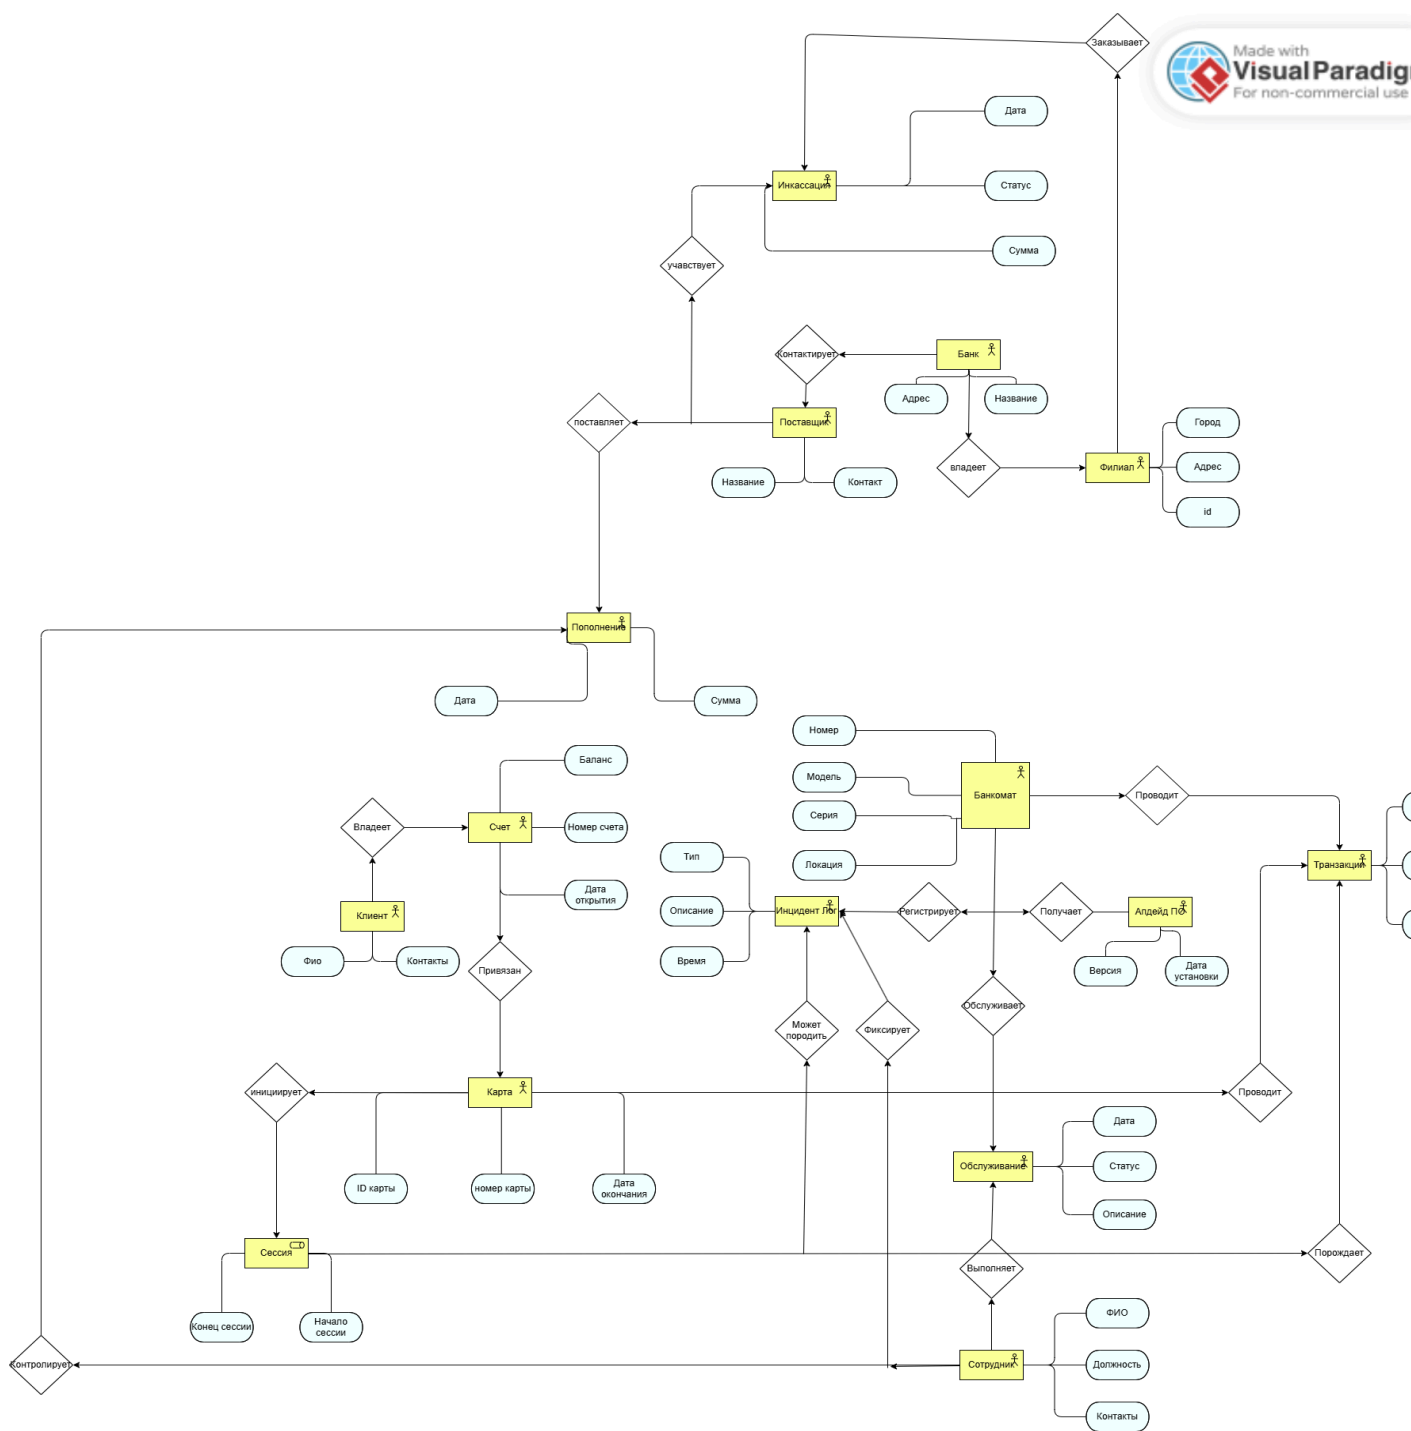 Заказывает
Made with
Visual Paradig
For non-commercial use
Дата
Инкассация
Статус
Сумма
учавствует
Контактирует
Банк
Адрес
Название
поставляет
Поставщик
Город
владеет
Филиал
Адрес
Название
Контакт
id
Пополнение
Дата
Сумма
Номер
Баланс
Модель
Банкомат
Проводит
Серия
Владеет
Счет
Номер счета
Тип
Локация
Транзакция
Дата
открытия
Клиент
Описание
Инцидент Лог
Регистрирует
Получает
Апдейд ПО
Фио
Контакты
Привязан
Время
Версия
Дата
установки
Обслуживает
Может
породить
Фиксирует
инициирует
Карта
Проводит
Дата
Обслуживание
Статус
ID карты
номер карты
Дата
окончания
Описание
Сессия
Порождает
Выполняет
Конец сессии
Начало
сессии
ФИО
Контролирует
Сотрудник
Должность
Контакты